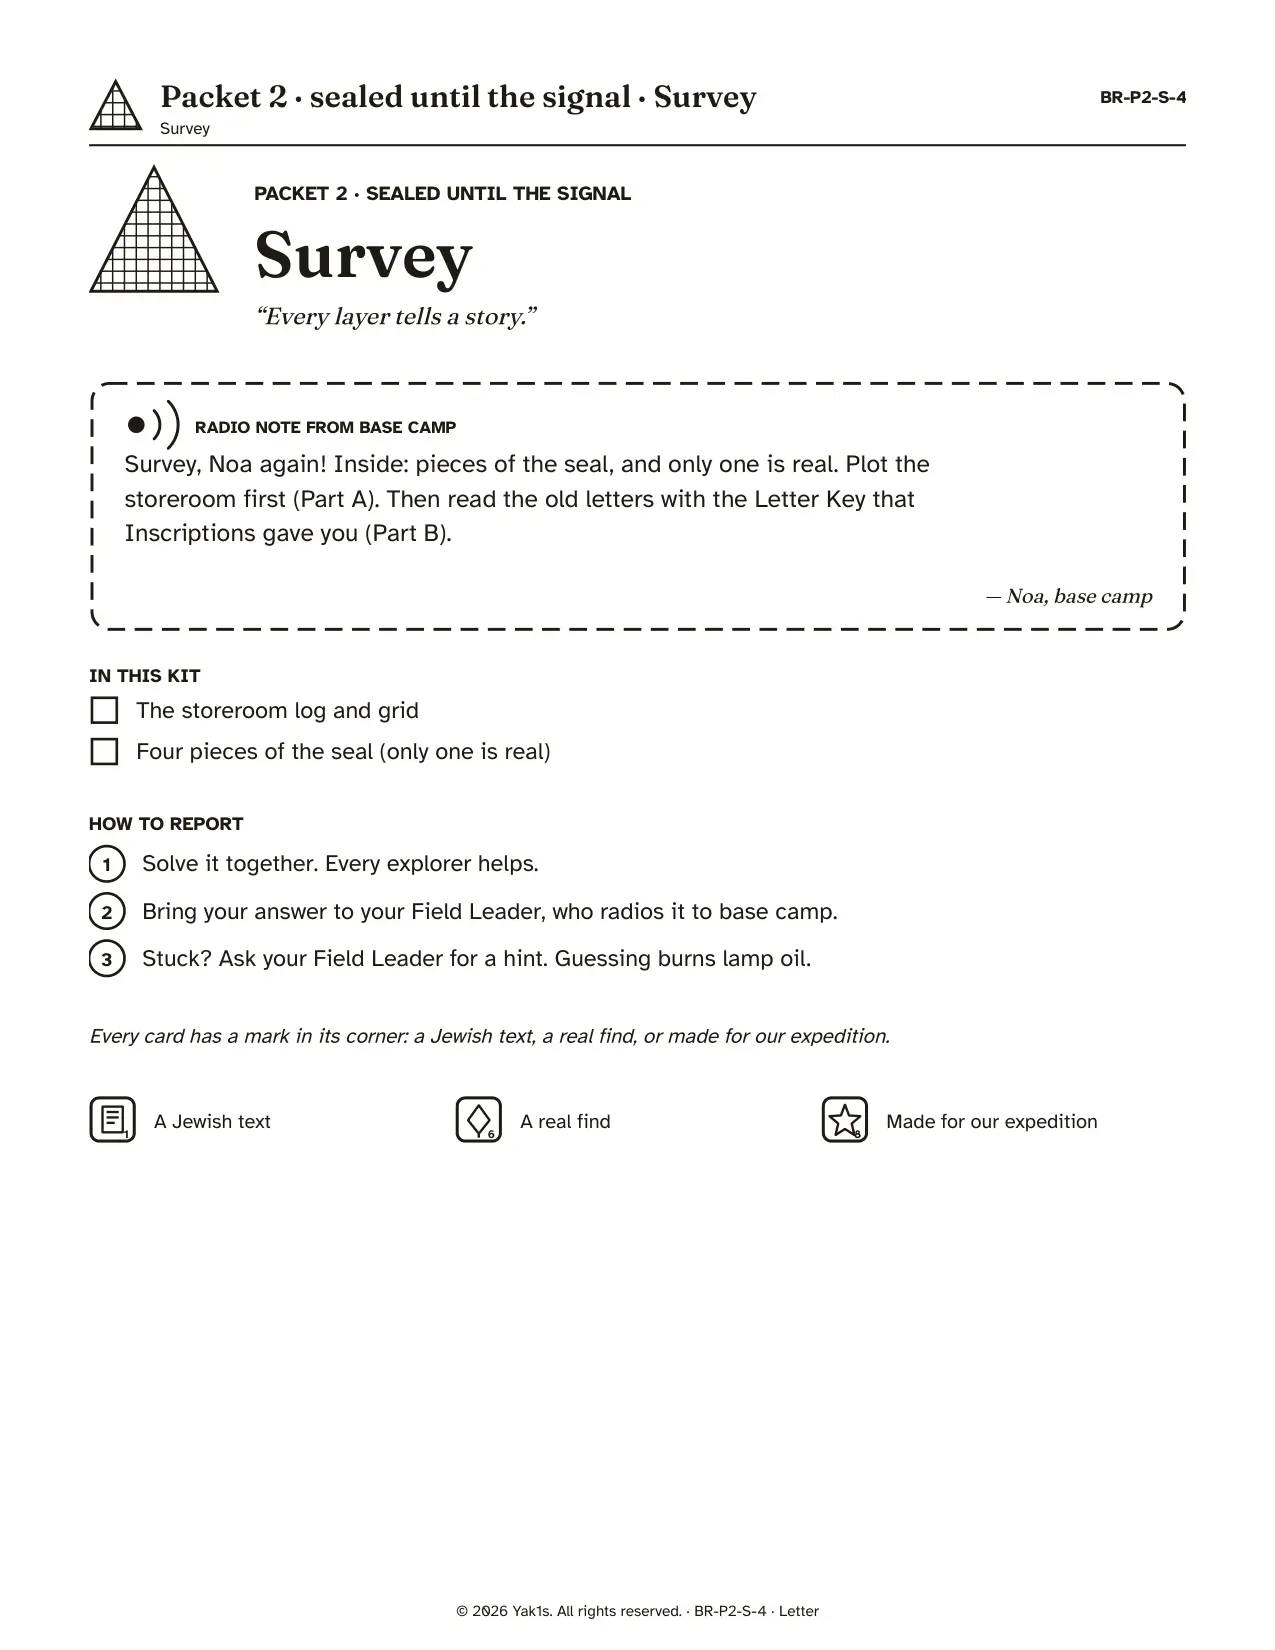 Packet 2 · sealed until the signal · Survey
BR-P2-S-4
Survey
PACKET 2 · SEALED UNTIL THE SIGNAL
Survey
“Every layer tells a story.”
RADIO NOTE FROM BASE CAMP
Survey, Noa again! Inside: pieces of the seal, and only one is real. Plot the
storeroom first (Part A). Then read the old letters with the Letter Key that
Inscriptions gave you (Part B).
— Noa, base camp
IN THIS KIT
The storeroom log and grid
Four pieces of the seal (only one is real)
HOW TO REPORT
1 Solve it together. Every explorer helps.
2 Bring your answer to your Field Leader, who radios it to base camp.
3 Stuck? Ask your Field Leader for a hint. Guessing burns lamp oil.
Every card has a mark in its corner: a Jewish text, a real find, or made for our expedition.
1 A Jewish text
6 A real find
8 Made for our expedition
© 2026 Yak1s. All rights reserved. · BR-P2-S-4 · Letter